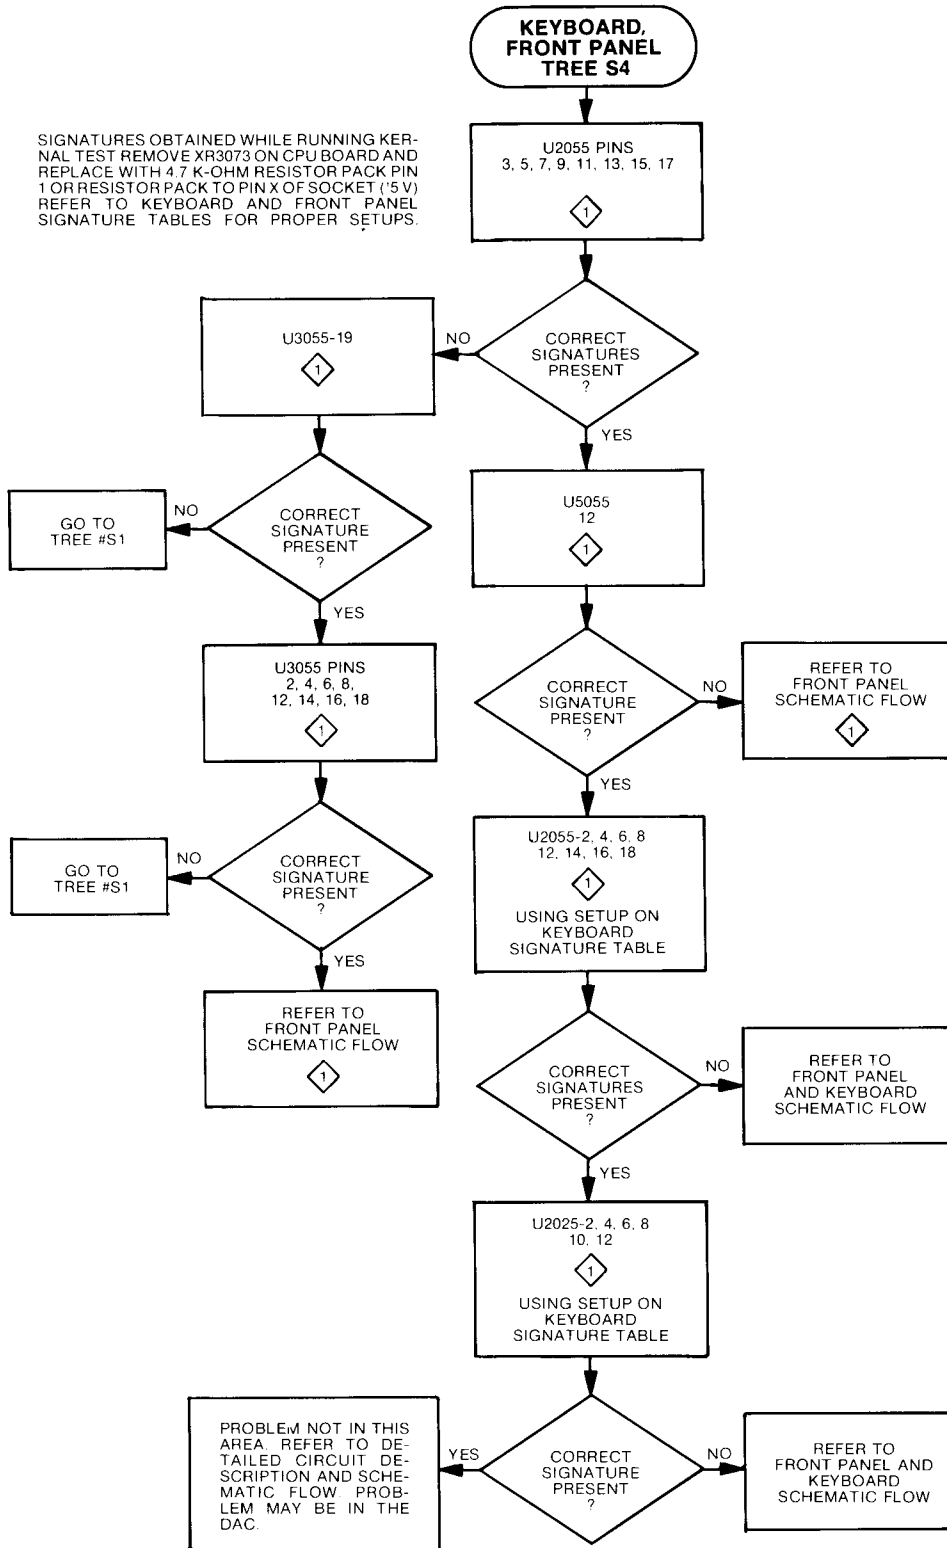 KEYBOARD,
FRONT PANEL
TREE S4
SIGNATURES OBTAINED WHILE RUNNING KER-
NAL TEST REMOVE XR3073 ON CPU BOARD AND
REPLACE WITH 4.7 K-OHM RESISTOR PACK PIN
1 OR RESISTOR PACK TO PIN X OF SOCKET ('5 V)
REFER TO KEYBOARD AND FRONT PANEL
SIGNATURE TABLES FOR PROPER SETUPS.
U2055 PINS
3, 5, 7, 9, 11, 13, 15, 17
1
CORRECT
SIGNATURES
PRESENT
?
NO
U3055-19
1
YES
CORRECT
SIGNATURE
PRESENT
?
NO
GO TO
TREE #S1
U5055
12
1
YES
U3055 PINS
2, 4, 6, 8,
12, 14, 16, 18
1
CORRECT
SIGNATURE
PRESENT
?
NO
REFER TO
FRONT PANEL
SCHEMATIC FLOW
1
YES
CORRECT
SIGNATURE
PRESENT
?
NO
GO TO
TREE #S1
U2055-2, 4, 6, 8
12, 14, 16, 18
1
USING SETUP ON
KEYBOARD
SIGNATURE TABLE
YES
REFER TO
FRONT PANEL
SCHEMATIC FLOW
1
CORRECT
SIGNATURES
PRESENT
?
NO
REFER TO
FRONT PANEL
AND KEYBOARD
SCHEMATIC FLOW
YES
U2025-2, 4, 6, 8
10, 12
1
USING SETUP ON
KEYBOARD
SIGNATURE TABLE
CORRECT
SIGNATURE
PRESENT
?
YES
PROBLEM NOT IN THIS
AREA. REFER TO DE-
TAILED CIRCUIT DE-
SCRIPTION AND SCHE-
MATIC FLOW. PROB-
LEM MAY BE IN THE
DAC.
NO
REFER TO
FRONT PANEL AND
KEYBOARD
SCHEMATIC FLOW